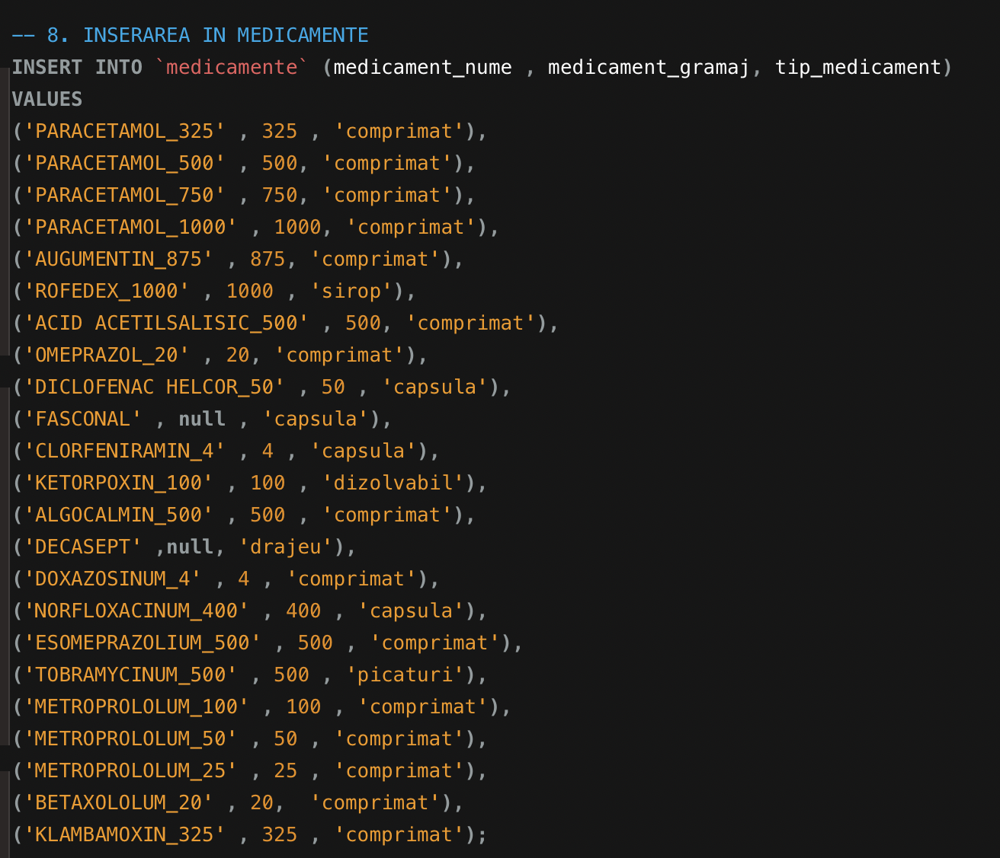 -- 8. INSERAREA IN MEDICAMENTE
INSERT INTO `medicamente` (medicament_nume , medicament_gramaj, tip_medicament)
VALUES
('PARACETAMOL_325' , 325 , 'comprimat'),
('PARACETAMOL_500' , 500, 'comprimat'),
('PARACETAMOL_750' , 750, 'comprimat'),
('PARACETAMOL_1000' , 1000, 'comprimat'),
('AUGUMENTIN_875' , 875, 'comprimat'),
('ROFEDEX_1000' , 1000 , 'sirop'),
('ACID ACETILSALISIC_500' , 500, 'comprimat'),
('OMEPRAZOL_20' , 20, 'comprimat'),
('DICLOFENAC HELCOR_50' , 50 , 'capsula'),
('FASCONAL' , null , 'capsula'),
('CLORFENIRAMIN_4' , 4 , 'capsula'),
('KETORPOXIN_100' , 100 , 'dizolvabil'),
('ALGOCALMIN_500' , 500 , 'comprimat'),
('DECASEPT' ,null, 'drajeu'),
('DOXAZOSINUM_4' , 4 , 'comprimat'),
('NORFLOXACINUM_400' , 400 , 'capsula'),
('ESOMEPRAZOLIUM_500' , 500 , 'comprimat'),
('TOBRAMYCINUM_500' , 500 , 'picaturi'),
('METROPROLOLUM_100' , 100 , 'comprimat'),
('METROPROLOLUM_50' , 50 , 'comprimat'),
('METROPROLOLUM_25' , 25 , 'comprimat'),
('BETAXOLOLUM_20' , 20,  'comprimat'),
('KLAMBAMOXIN_325' , 325 , 'comprimat');